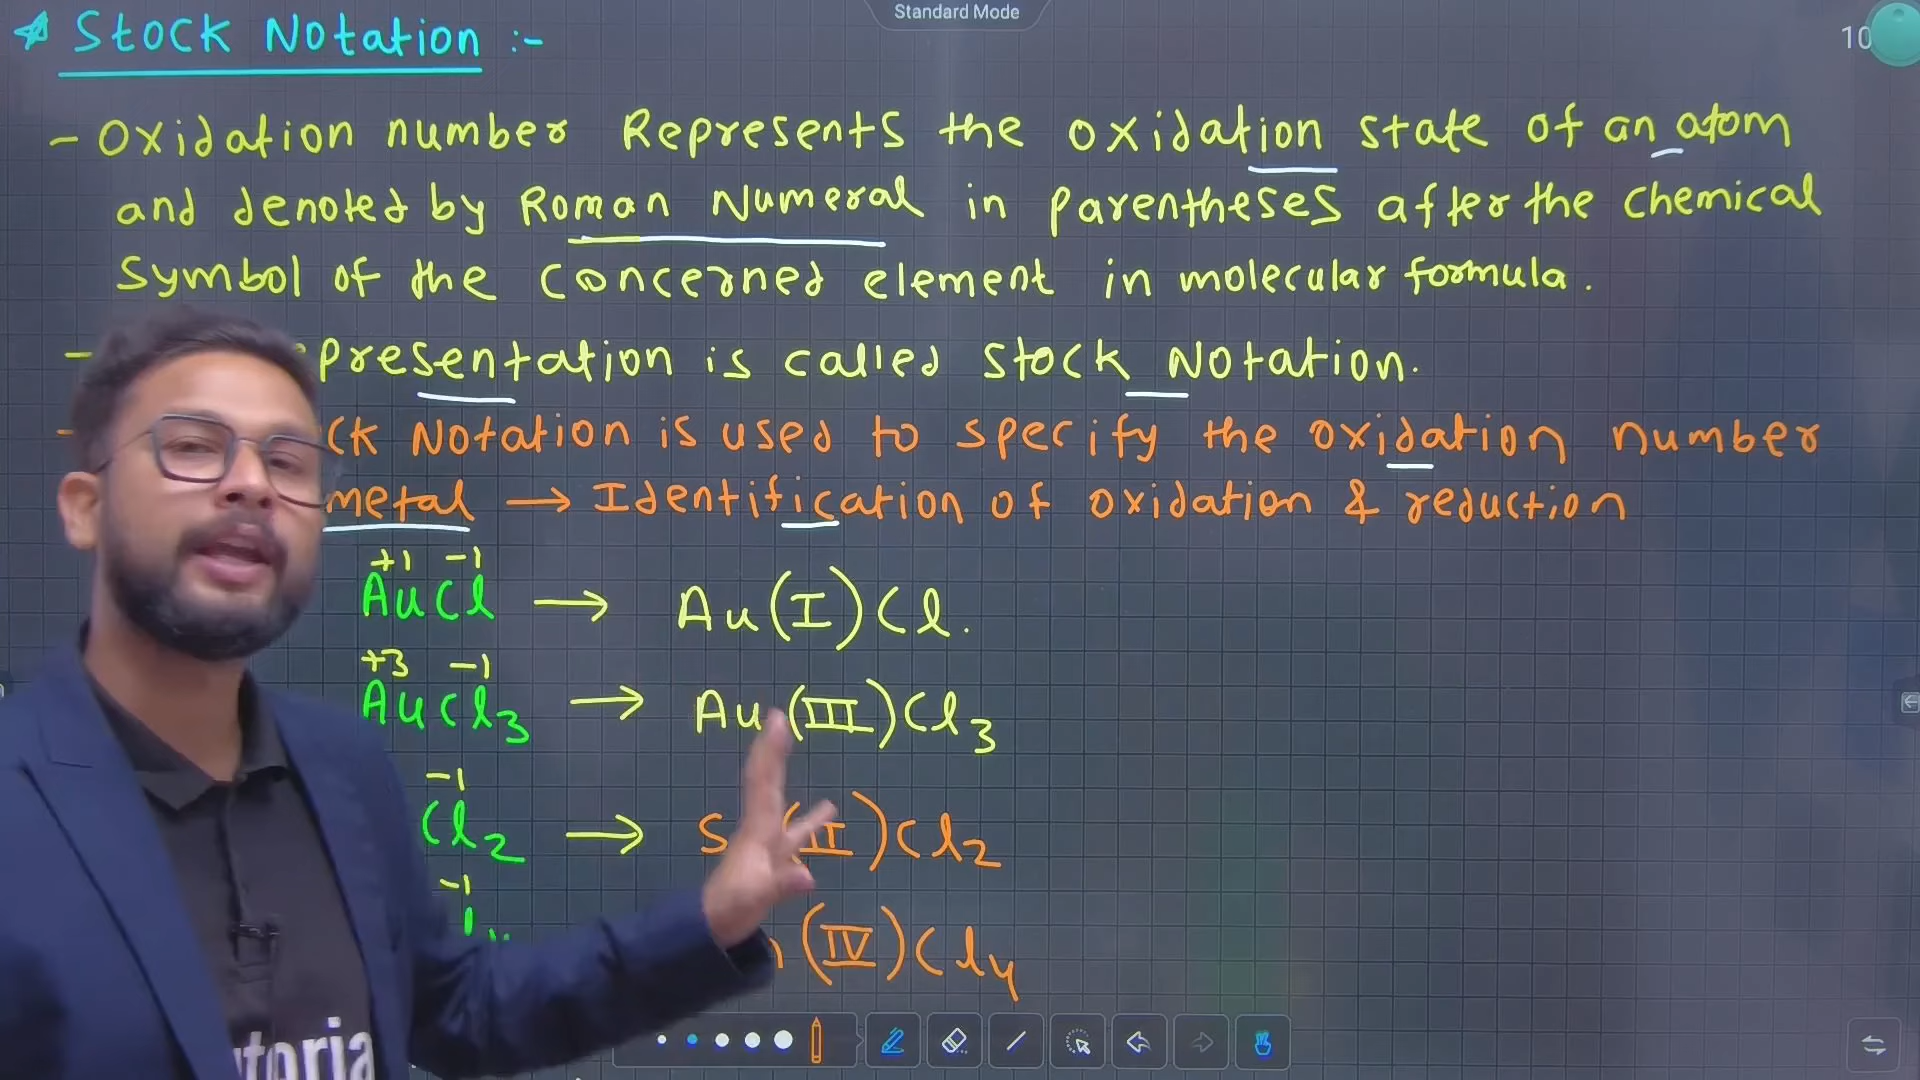 Standard Mode
10
* Stock Notation :-
- Oxidation number Represents the oxidation state of an atom
and denoted by Roman Numeral in parentheses after the chemical
Symbol of the concerned element in molecular formula.
- presentation is called Stock Notation.
- ck Notation is used to specify the oxidation number
metal → Identification of oxidation & reduction
+1 -1
AuCl → Au(I)Cl.
+3 -1
AuCl3 → Au(III)Cl3
-1
Cl2 → S (II)Cl2
-1
n(IV)Cl4
utoria